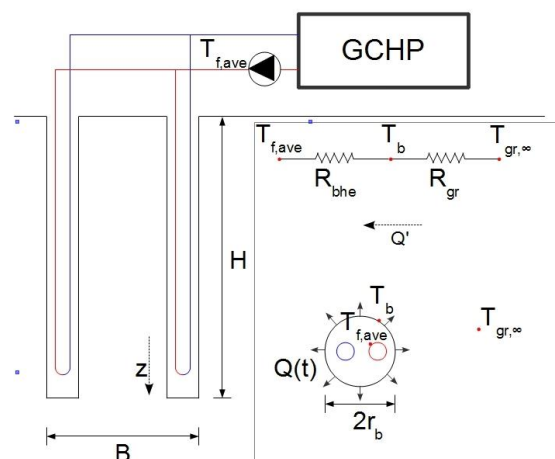 GCHP
T_f,ave
T_f,ave T_b T_gr,∞
R_bhe R_gr
Q'
H
z
B
T_b
T_f,ave
T_gr,∞
Q(t)
2r_b